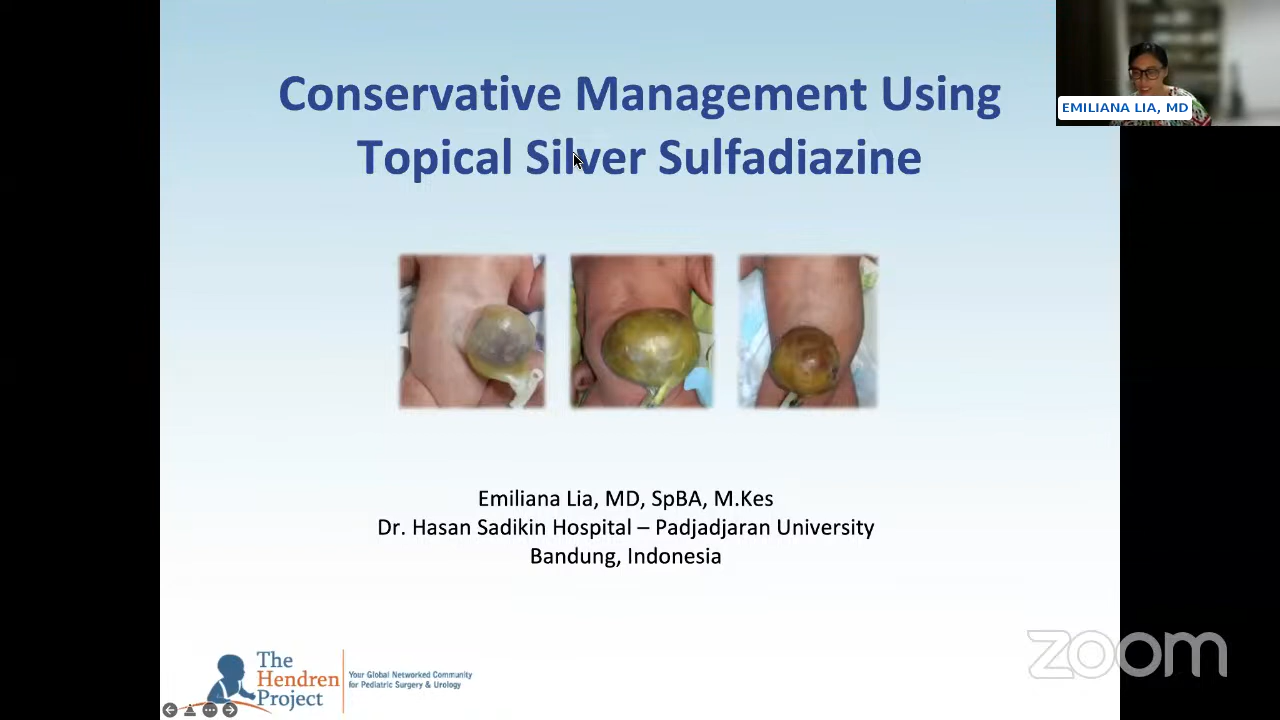 Conservative Management Using
Topical Silver Sulfadiazine
EMILIANA LIA, MD
Emiliana Lia, MD, SpBA, M.Kes
Dr. Hasan Sadikin Hospital – Padjadjaran University
Bandung, Indonesia
The
Hendren
Project
Your Global Networked Community
for Pediatric Surgery & Urology
zoom